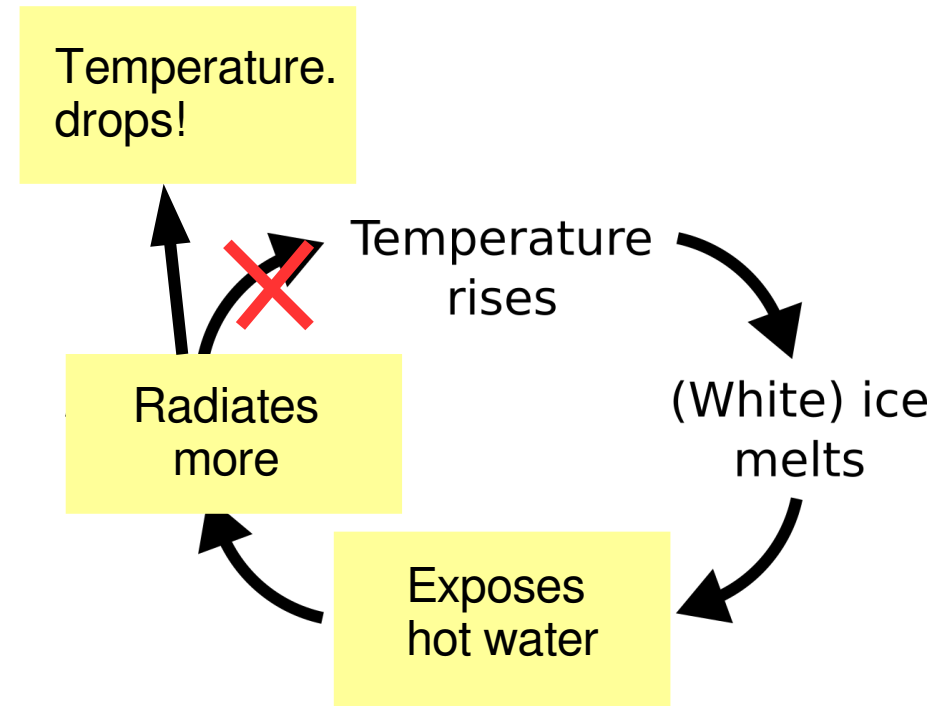 Temperature.
drops!
Temperature
rises
(White) ice
melts
Exposes
hot water
Radiates
more